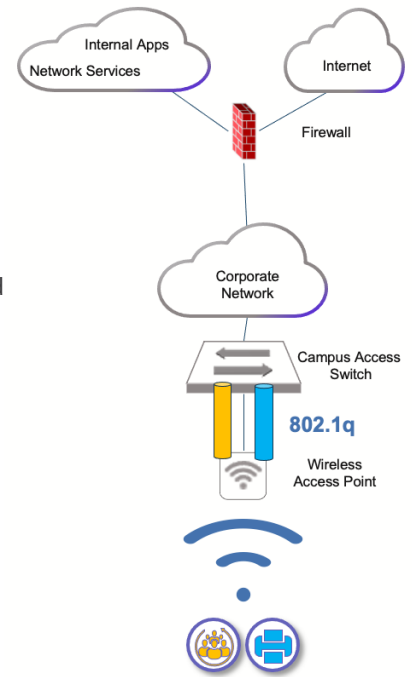 Internal Apps
Network Services
Internet
Firewall
Corporate
Network
Campus Access
Switch
802.1q
Wireless
Access Point